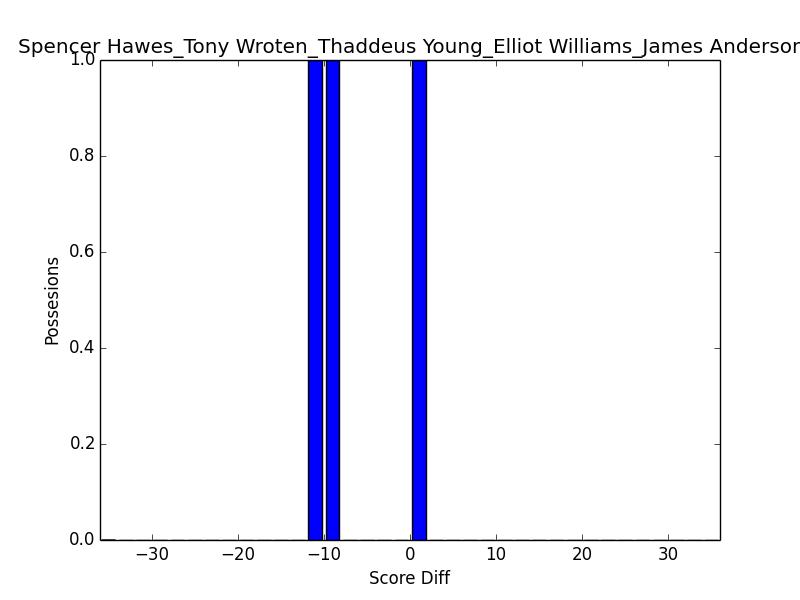 Spencer Hawes_Tony Wroten_Thaddeus Young_Elliot Williams_James Anderson
1.0
0.8
0.6
0.4
0.2
0.0
Possesions
−30 −20 −10 0 10 20 30
Score Diff